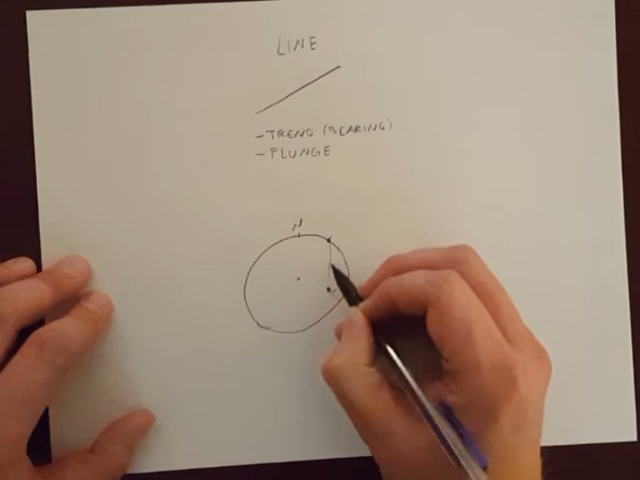 LINE
- TREND (BEARING)
- PLUNGE
N